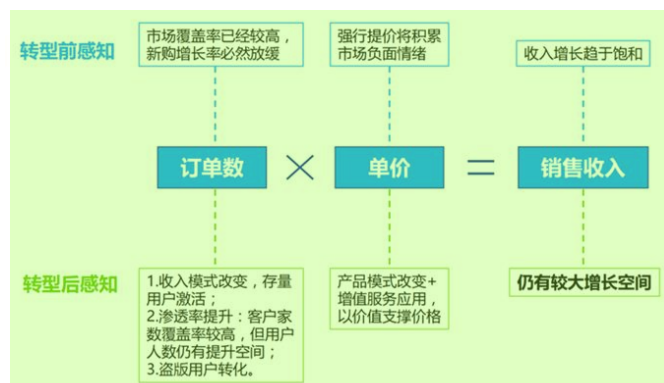 转型前感知
市场覆盖率已经较高，
新购增长率必然放缓
强行提价将积累
市场负面情绪
收入增长趋于饱和
订单数 × 单价 = 销售收入
转型后感知
1.收入模式改变，存量
用户激活；
2.渗透率提升：客户家
数覆盖率较高，但用户
人数仍有提升空间；
3.盗版用户转化。
产品模式改变+
增值服务应用，
以价值支撑价格
仍有较大增长空间